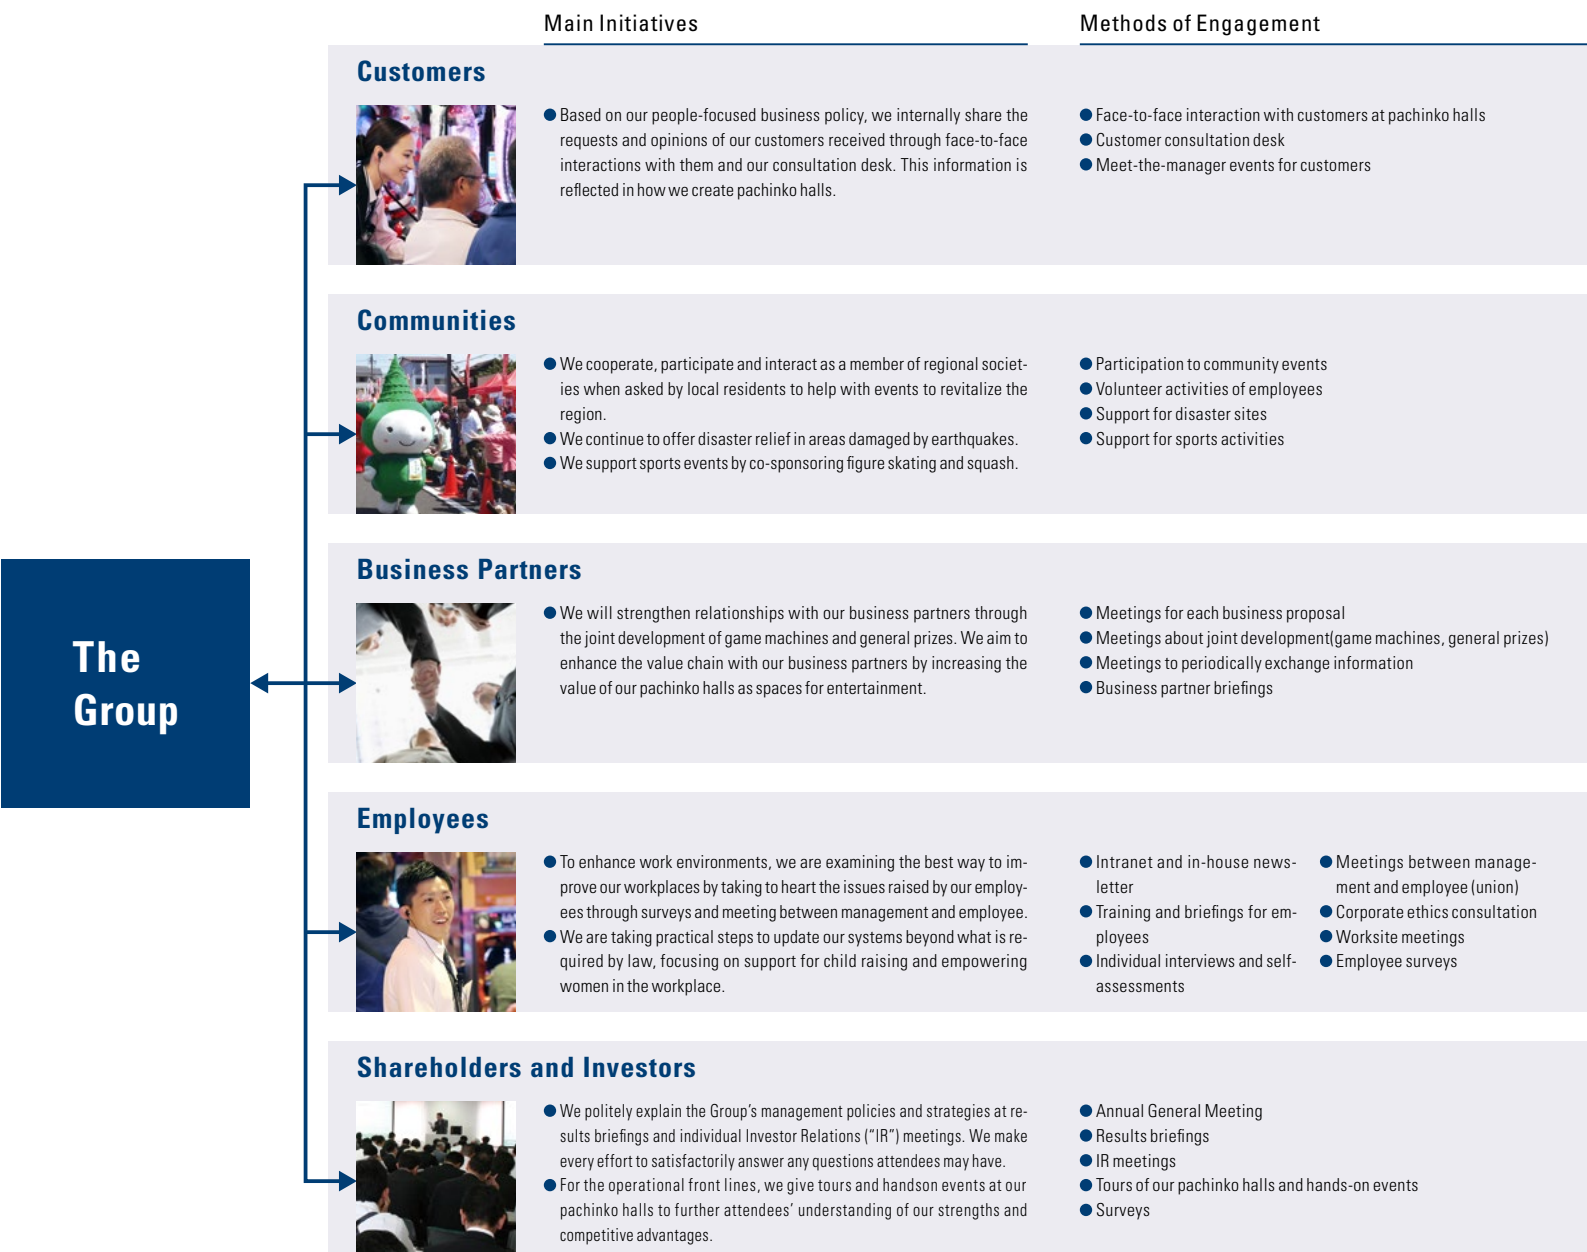 Main Initiatives
Methods of Engagement
Customers
● Based on our people-focused business policy, we internally share the
requests and opinions of our customers received through face-to-face
interactions with them and our consultation desk. This information is
reflected in how we create pachinko halls.
● Face-to-face interaction with customers at pachinko halls
● Customer consultation desk
● Meet-the-manager events for customers
Communities
● We cooperate, participate and interact as a member of regional societ-
ies when asked by local residents to help with events to revitalize the
region.
● We continue to offer disaster relief in areas damaged by earthquakes.
● We support sports events by co-sponsoring figure skating and squash.
● Participation to community events
● Volunteer activities of employees
● Support for disaster sites
● Support for sports activities
The
Group
Business Partners
● We will strengthen relationships with our business partners through
the joint development of game machines and general prizes. We aim to
enhance the value chain with our business partners by increasing the
value of our pachinko halls as spaces for entertainment.
● Meetings for each business proposal
● Meetings about joint development(game machines, general prizes)
● Meetings to periodically exchange information
● Business partner briefings
Employees
● To enhance work environments, we are examining the best way to im-
prove our workplaces by taking to heart the issues raised by our employ-
ees through surveys and meeting between management and employee.
● We are taking practical steps to update our systems beyond what is re-
quired by law, focusing on support for child raising and empowering
women in the workplace.
● Intranet and in-house news-
letter
● Training and briefings for em-
ployees
● Individual interviews and self-
assessments
● Meetings between manage-
ment and employee (union)
● Corporate ethics consultation
● Worksite meetings
● Employee surveys
Shareholders and Investors
● We politely explain the Group's management policies and strategies at re-
sults briefings and individual Investor Relations ("IR") meetings. We make
every effort to satisfactorily answer any questions attendees may have.
● For the operational front lines, we give tours and handson events at our
pachinko halls to further attendees' understanding of our strengths and
competitive advantages.
● Annual General Meeting
● Results briefings
● IR meetings
● Tours of our pachinko halls and hands-on events
● Surveys